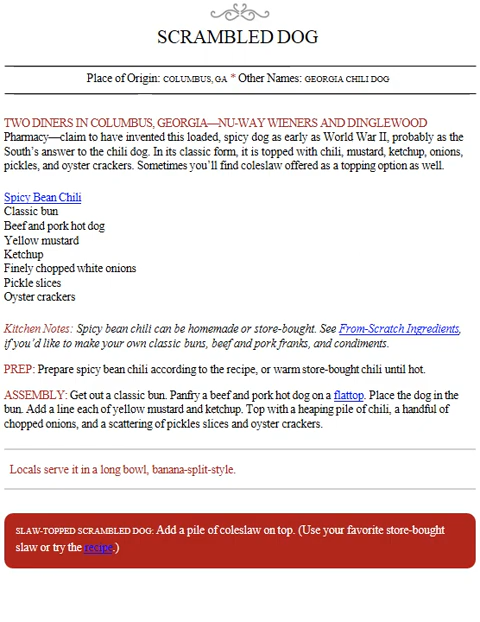 SCRAMBLED DOG
Place of Origin: COLUMBUS, GA * Other Names: GEORGIA CHILI DOG
TWO DINERS IN COLUMBUS, GEORGIA—NU-WAY WIENERS AND DINGLEWOOD
Pharmacy—claim to have invented this loaded, spicy dog as early as World War II, probably as the
South’s answer to the chili dog. In its classic form, it is topped with chili, mustard, ketchup, onions,
pickles, and oyster crackers. Sometimes you’ll find coleslaw offered as a topping option as well.
Spicy Bean Chili
Classic bun
Beef and pork hot dog
Yellow mustard
Ketchup
Finely chopped white onions
Pickle slices
Oyster crackers
Kitchen Notes: Spicy bean chili can be homemade or store-bought. See From-Scratch Ingredients,
if you’d like to make your own classic buns, beef and pork franks, and condiments.
PREP: Prepare spicy bean chili according to the recipe, or warm store-bought chili until hot.
ASSEMBLY: Get out a classic bun. Panfry a beef and pork hot dog on a flattop. Place the dog in the
bun. Add a line each of yellow mustard and ketchup. Top with a heaping pile of chili, a handful of
chopped onions, and a scattering of pickles slices and oyster crackers.
Locals serve it in a long bowl, banana-split-style.
SLAW-TOPPED SCRAMBLED DOG: Add a pile of coleslaw on top. (Use your favorite store-bought
slaw or try the recipe.)